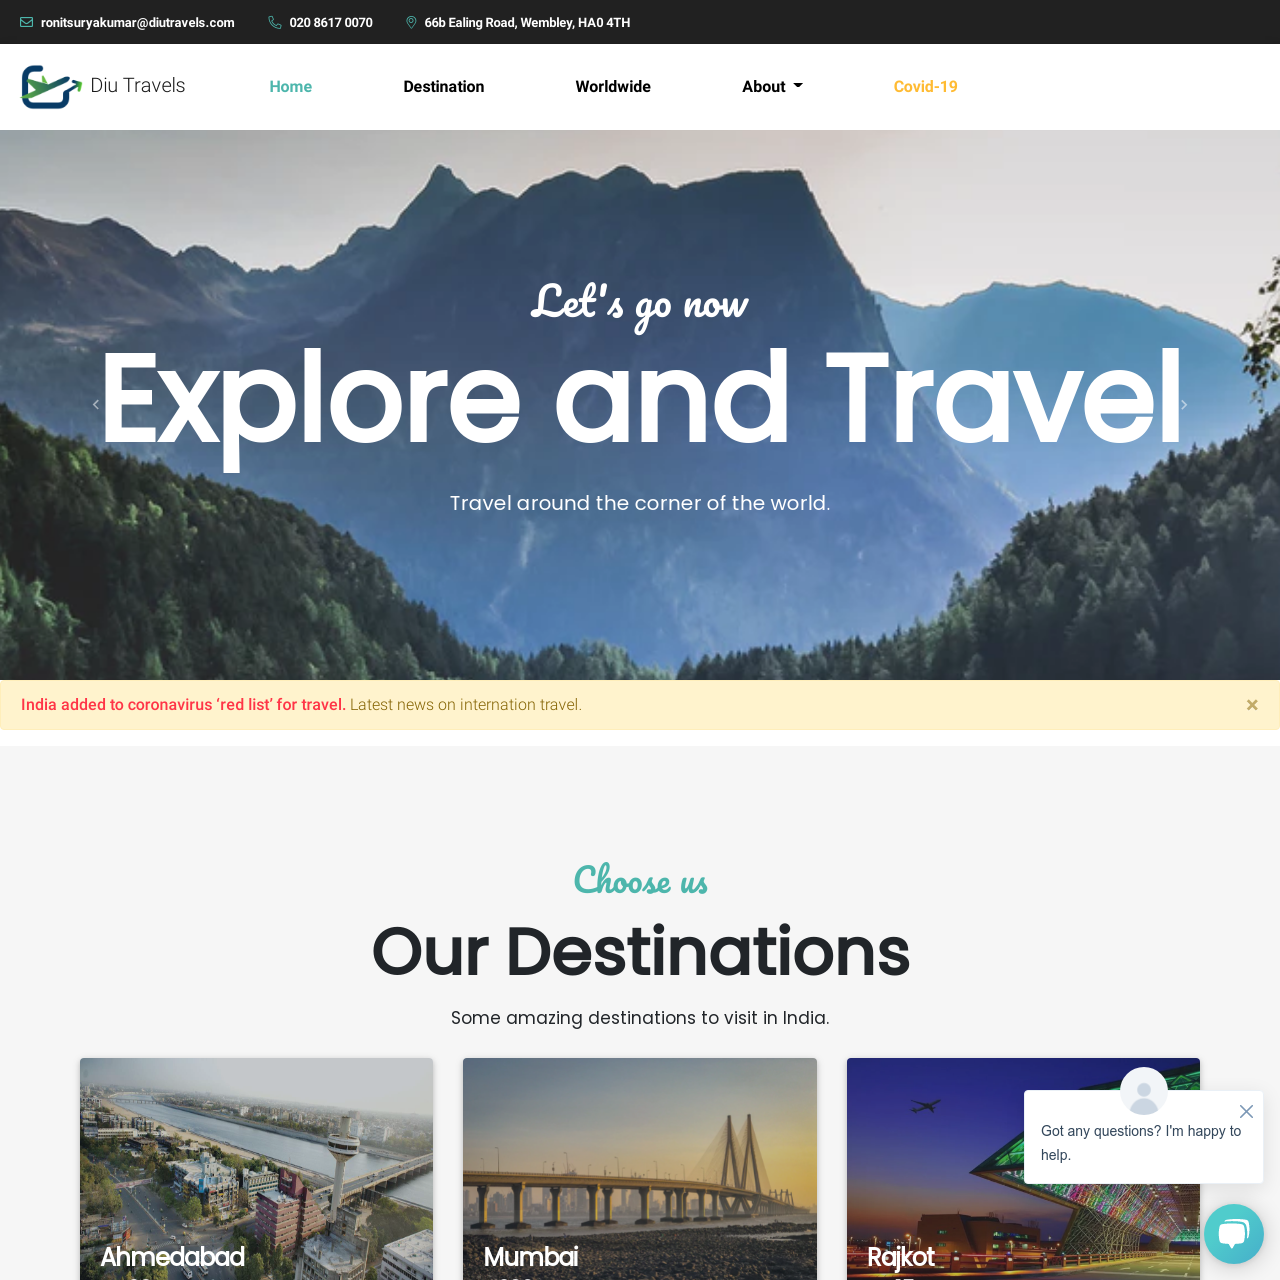 ronitsuryakumar@diutravels.com
020 8617 0070
66b Ealing Road, Wembley, HA0 4TH
Diu Travels
Home
Destination
Worldwide
About
Covid-19
Let's go now
Explore and Travel
Travel around the corner of the world.
India added to coronavirus ‘red list’ for travel. Latest news on internation travel.
×
Choose us
Our Destinations
Some amazing destinations to visit in India.
Got any questions? I'm happy to
help.
Ahmedabad
Mumbai
Rajkot